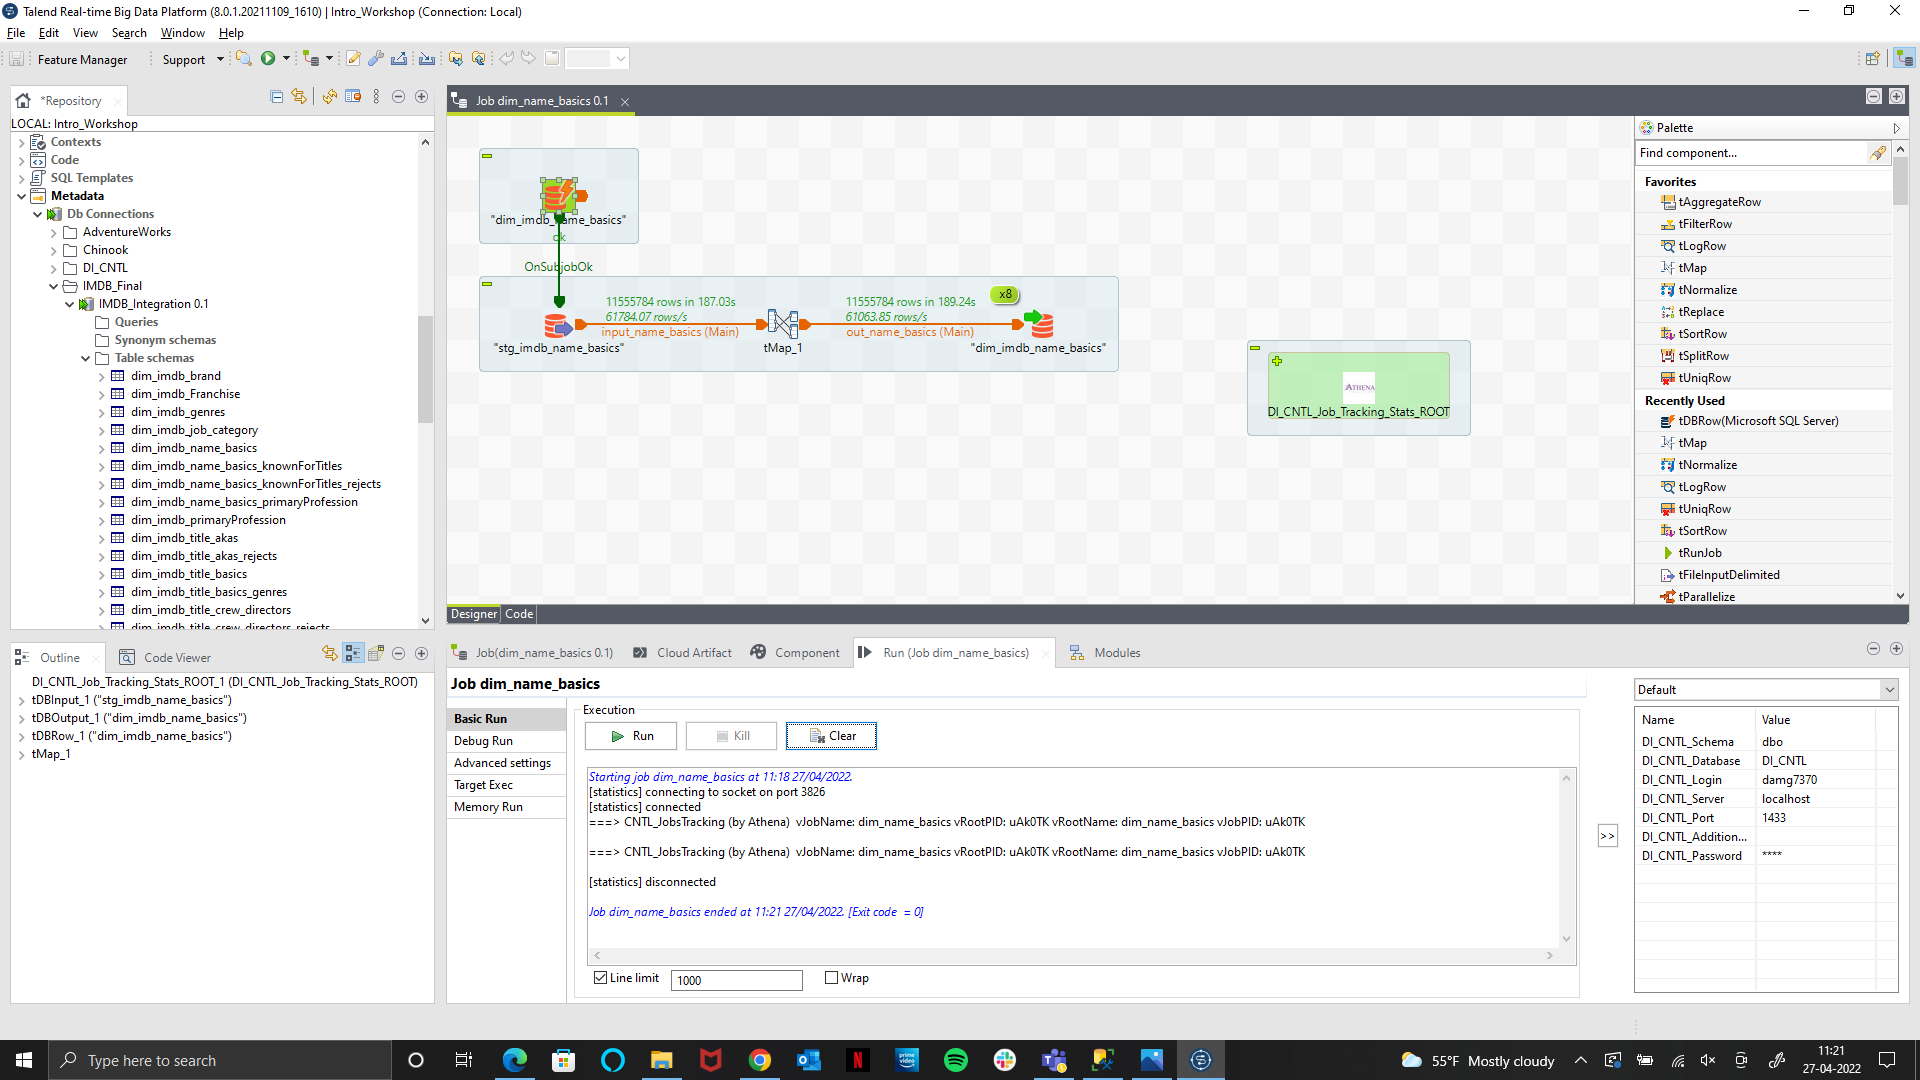 Talend Real-time Big Data Platform (8.0.1.20211109_1610) | Intro_Workshop (Connection: Local)
File Edit View Search Window Help
Feature Manager Support
*Repository
LOCAL: Intro_Workshop
Contexts
Code
SQL Templates
Metadata
Db Connections
AdventureWorks
Chinook
DI_CNTL
IMDB_Final
IMDB_Integration 0.1
Queries
Synonym schemas
Table schemas
dim_imdb_brand
dim_imdb_Franchise
dim_imdb_genres
dim_imdb_job_category
dim_imdb_name_basics
dim_imdb_name_basics_knownForTitles
dim_imdb_name_basics_knownForTitles_rejects
dim_imdb_name_basics_primaryProfession
dim_imdb_primaryProfession
dim_imdb_title_akas
dim_imdb_title_akas_rejects
dim_imdb_title_basics
dim_imdb_title_basics_genres
dim_imdb_title_crew_directors
dim_imdb_title_crew_directors_rejects
Job dim_name_basics 0.1
"dim_imdb_name_basics"
ok
OnSubjobOk
11555784 rows in 187.03s
61784.07 rows/s
input_name_basics (Main)
11555784 rows in 189.24s
61063.85 rows/s
out_name_basics (Main)
x8
"stg_imdb_name_basics"
tMap_1
"dim_imdb_name_basics"
ATHENA
DI_CNTL_Job_Tracking_Stats_ROOT
Designer Code
Palette
Find component...
Favorites
tAggregateRow
tFilterRow
tLogRow
tMap
tNormalize
tReplace
tSortRow
tSplitRow
tUniqRow
Recently Used
tDBRow(Microsoft SQL Server)
tMap
tNormalize
tLogRow
tUniqRow
tSortRow
tRunJob
tFileInputDelimited
tParallelize
Outline Code Viewer
DI_CNTL_Job_Tracking_Stats_ROOT_1 (DI_CNTL_Job_Tracking_Stats_ROOT)
tDBInput_1 ("stg_imdb_name_basics")
tDBOutput_1 ("dim_imdb_name_basics")
tDBRow_1 ("dim_imdb_name_basics")
tMap_1
Job(dim_name_basics 0.1) Cloud Artifact Component Run (Job dim_name_basics) Modules
Job dim_name_basics
Basic Run
Debug Run
Advanced settings
Target Exec
Memory Run
Execution
Run Kill Clear
Starting job dim_name_basics at 11:18 27/04/2022.
[statistics] connecting to socket on port 3826
[statistics] connected
===> CNTL_JobsTracking (by Athena) vJobName: dim_name_basics vRootPID: uAk0TK vRootName: dim_name_basics vJobPID: uAk0TK
===> CNTL_JobsTracking (by Athena) vJobName: dim_name_basics vRootPID: uAk0TK vRootName: dim_name_basics vJobPID: uAk0TK
[statistics] disconnected
Job dim_name_basics ended at 11:21 27/04/2022. [Exit code = 0]
Line limit 1000 Wrap
>>
Default
Name Value
DI_CNTL_Schema dbo
DI_CNTL_Database DI_CNTL
DI_CNTL_Login damg7370
DI_CNTL_Server localhost
DI_CNTL_Port 1433
DI_CNTL_Addition...
DI_CNTL_Password ****
Type here to search
prime video
55°F Mostly cloudy
11:21
27-04-2022